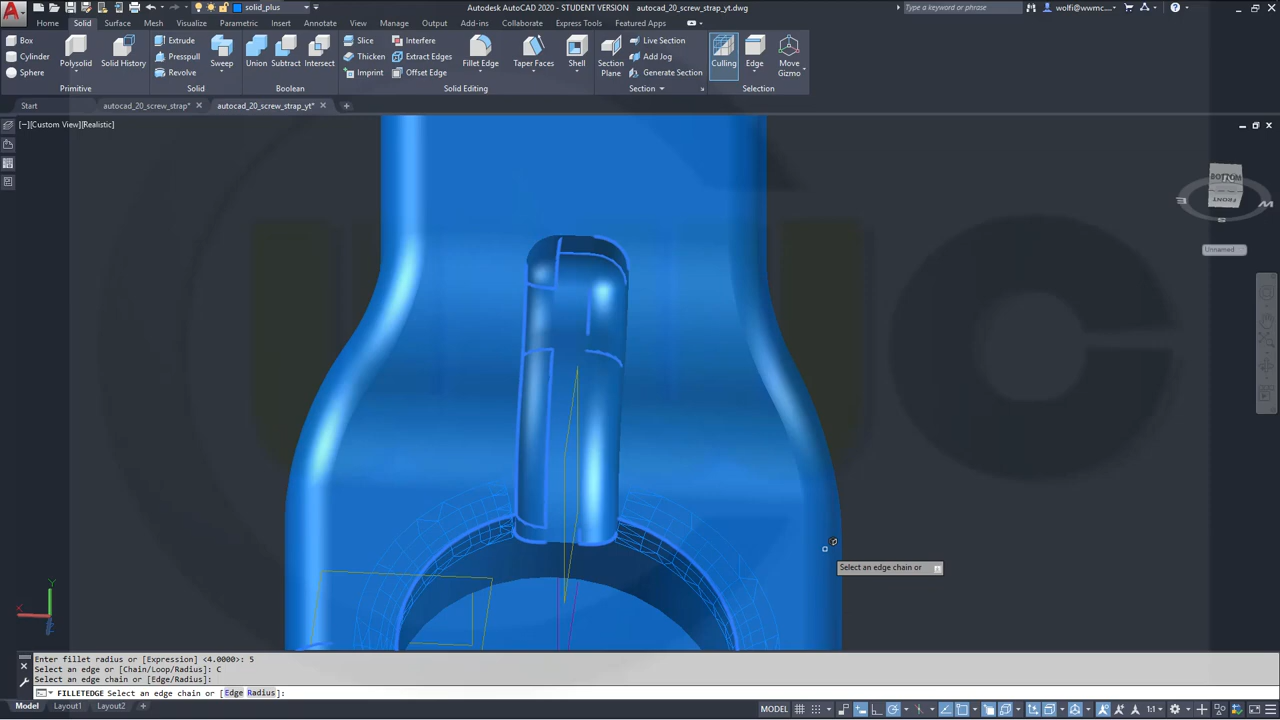 solid_plus
Autodesk AutoCAD 2020 - STUDENT VERSION autocad_20_screw_strap_yt.dwg
Type a keyword or phrase
wolfi@wwmc...
Home Solid Surface Mesh Visualize Parametric Insert Annotate View Manage Output Add-ins Collaborate Express Tools Featured Apps
Box
Cylinder
Sphere
Polysolid
Solid History
Primitive
Extrude
Presspull
Revolve
Sweep
Solid
Union
Subtract
Intersect
Boolean
Slice
Thicken
Imprint
Interfere
Extract Edges
Offset Edge
Fillet Edge
Taper Faces
Shell
Solid Editing
Section Plane
Live Section
Add Jog
Generate Section
Section
Culling
Edge
Move Gizmo
Selection
Start
autocad_20_screw_strap*
autocad_20_screw_strap_yt*
[−][Custom View][Realistic]
BOTTOM
FRONT
Unnamed
Select an edge chain or
X
Y
Enter fillet radius or [Expression] <4.0000>: 5
Select an edge or [Chain/Loop/Radius]: C
Select an edge chain or [Edge/Radius]:
FILLETEDGE Select an edge chain or [Edge Radius]:
Model Layout1 Layout2
MODEL
1:1